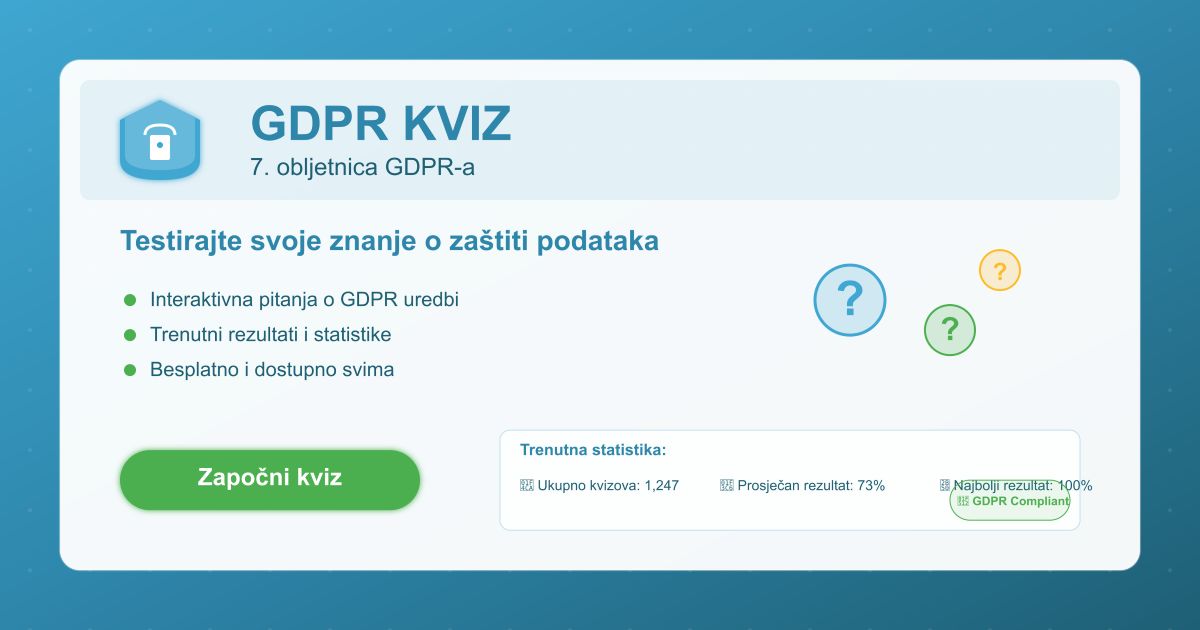 GDPR KVIZ
7. obljetnica GDPR-a
Testirajte svoje znanje o zaštiti podataka
Interaktivna pitanja o GDPR uredbi
Trenutni rezultati i statistike
Besplatno i dostupno svima
?
?
?
Započni kviz
Trenutna statistika:
Ukupno kvizova: 1,247
Prosječan rezultat: 73%
Najbolji rezultat: 100%
GDPR Compliant